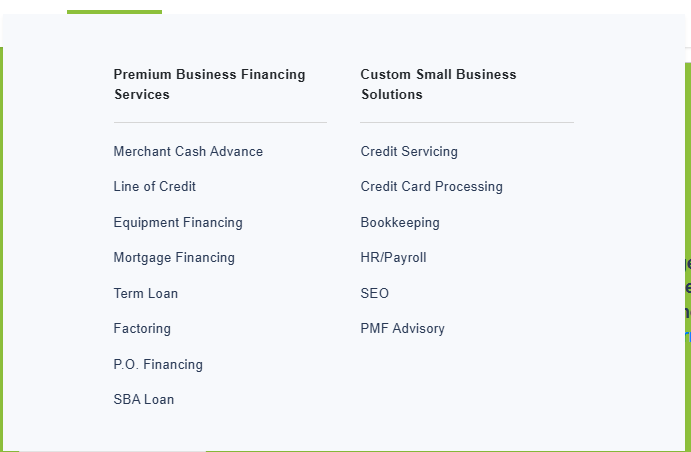 Premium Business Financing
Services
Merchant Cash Advance
Line of Credit
Equipment Financing
Mortgage Financing
Term Loan
Factoring
P.O. Financing
SBA Loan
Custom Small Business
Solutions
Credit Servicing
Credit Card Processing
Bookkeeping
HR/Payroll
SEO
PMF Advisory